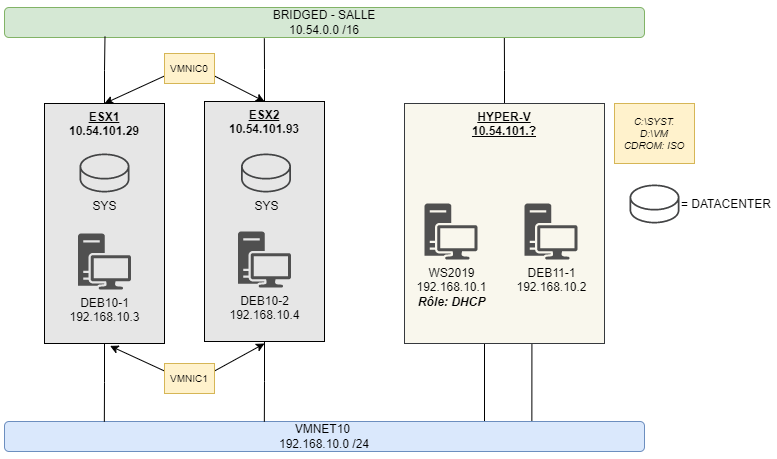 BRIDGED - SALLE
10.54.0.0 /16
VMNIC0
ESX1
10.54.101.29
SYS
DEB10-1
192.168.10.3
ESX2
10.54.101.93
SYS
DEB10-2
192.168.10.4
HYPER-V
10.54.101.?
WS2019
192.168.10.1
Rôle: DHCP
DEB11-1
192.168.10.2
C:\SYST.
D:\VM
CDROM: ISO
= DATACENTER
VMNIC1
VMNET10
192.168.10.0 /24